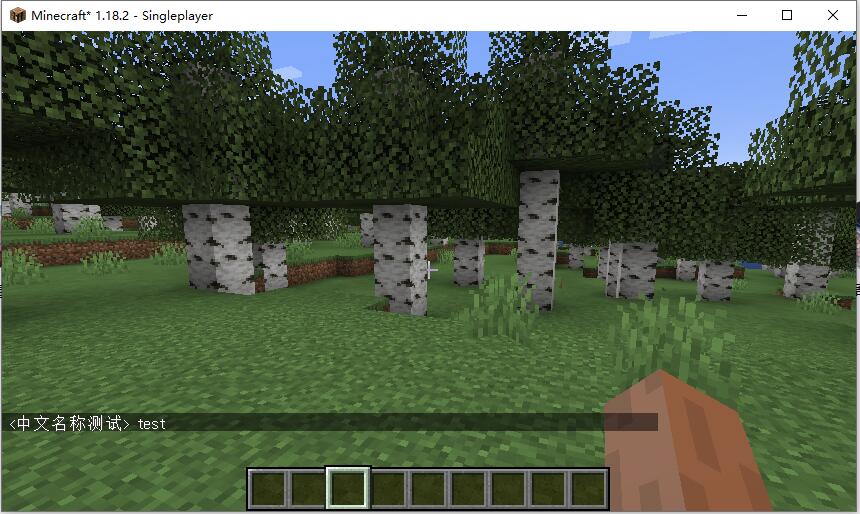 Minecraft* 1.18.2 - Singleplayer
<中文名称测试> test